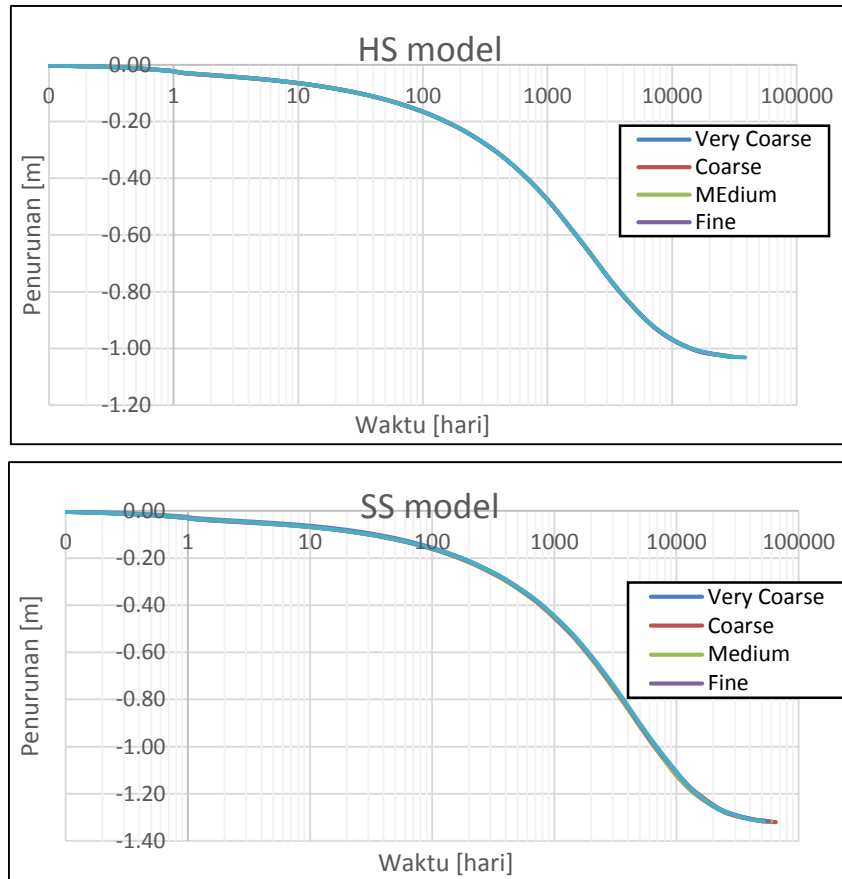 HS model
0.00
0 1 10 100 1000 10000 100000
-0.20
-0.40
-0.60
-0.80
-1.00
-1.20
Penurunan [m]
Waktu [hari]
Very Coarse
Coarse
MEdium
Fine
SS model
0.00
0 1 10 100 1000 10000 100000
-0.20
-0.40
-0.60
-0.80
-1.00
-1.20
-1.40
Penurunan [m]
Waktu [hari]
Very Coarse
Coarse
Medium
Fine